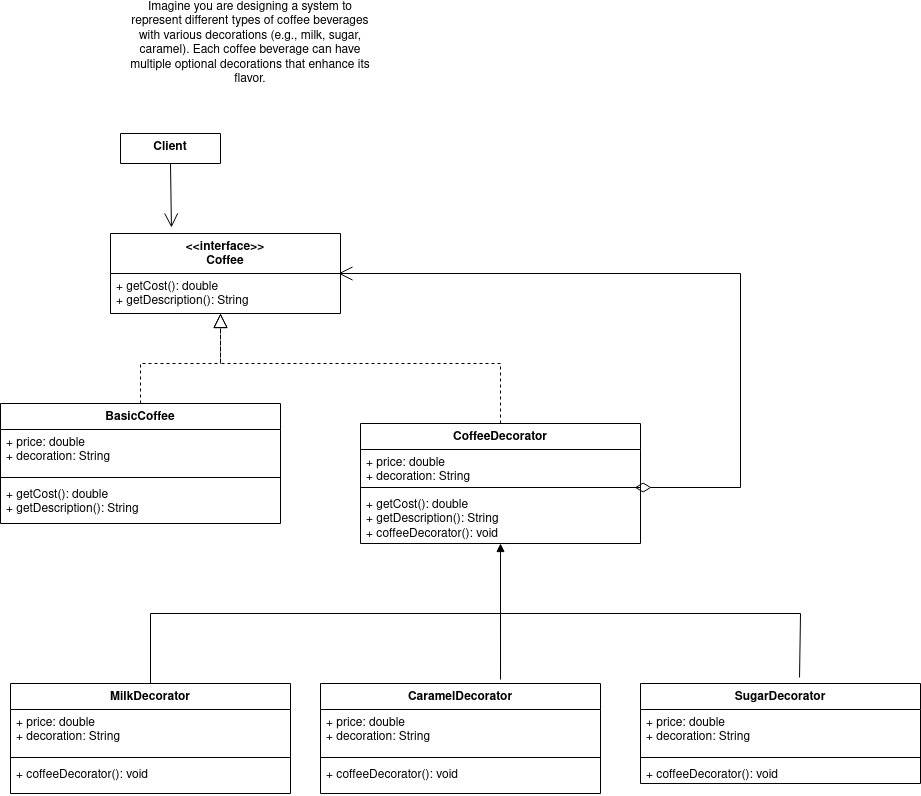 Imagine you are designing a system to
represent different types of coffee beverages
with various decorations (e.g., milk, sugar,
caramel). Each coffee beverage can have
multiple optional decorations that enhance its
flavor.
Client
<<interface>>
Coffee
+ getCost(): double
+ getDescription(): String
BasicCoffee
+ price: double
+ decoration: String
+ getCost(): double
+ getDescription(): String
CoffeeDecorator
+ price: double
+ decoration: String
+ getCost(): double
+ getDescription(): String
+ coffeeDecorator(): void
MilkDecorator
+ price: double
+ decoration: String
+ coffeeDecorator(): void
CaramelDecorator
+ price: double
+ decoration: String
+ coffeeDecorator(): void
SugarDecorator
+ price: double
+ decoration: String
+ coffeeDecorator(): void